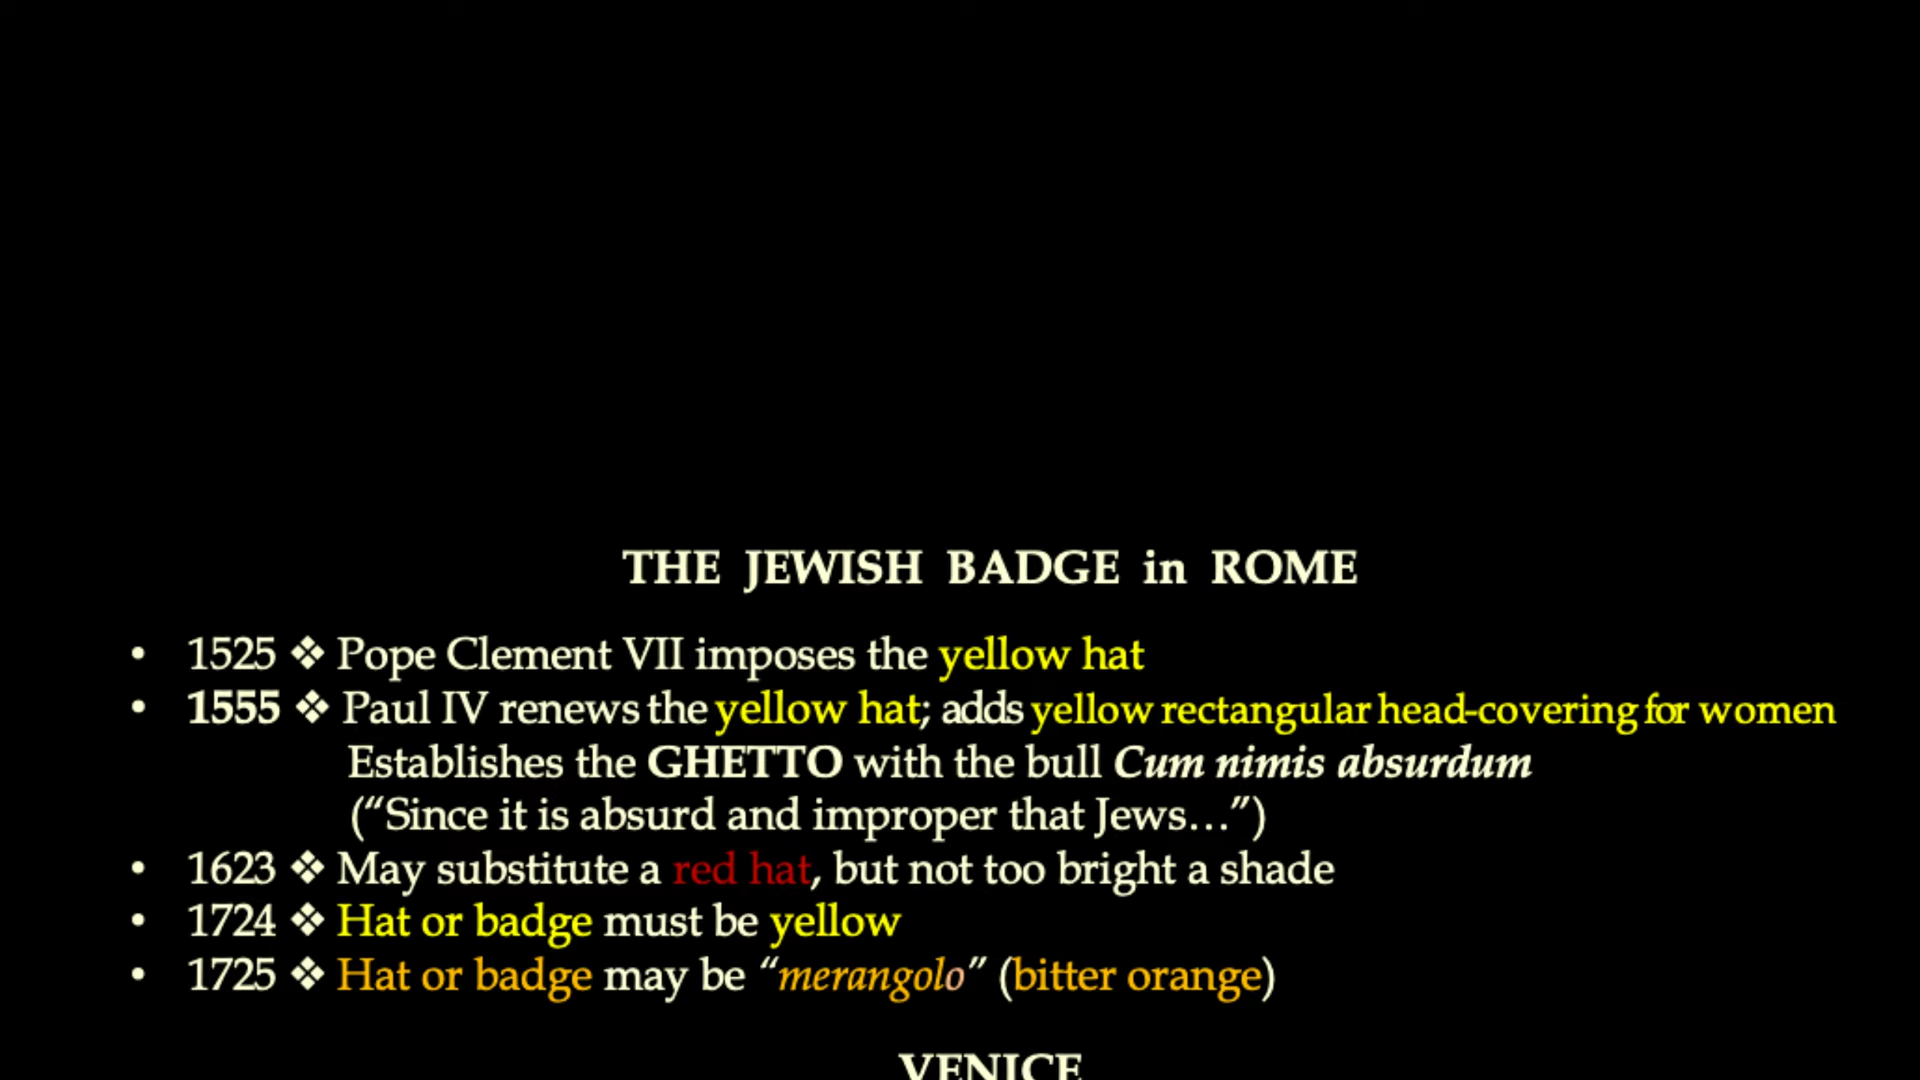 THE JEWISH BADGE in ROME
• 1525 ❖ Pope Clement VII imposes the yellow hat
• 1555 ❖ Paul IV renews the yellow hat; adds yellow rectangular head-covering for women
Establishes the GHETTO with the bull Cum nimis absurdum
(“Since it is absurd and improper that Jews…”)
• 1623 ❖ May substitute a red hat, but not too bright a shade
• 1724 ❖ Hat or badge must be yellow
• 1725 ❖ Hat or badge may be “merangolo” (bitter orange)
VENICE